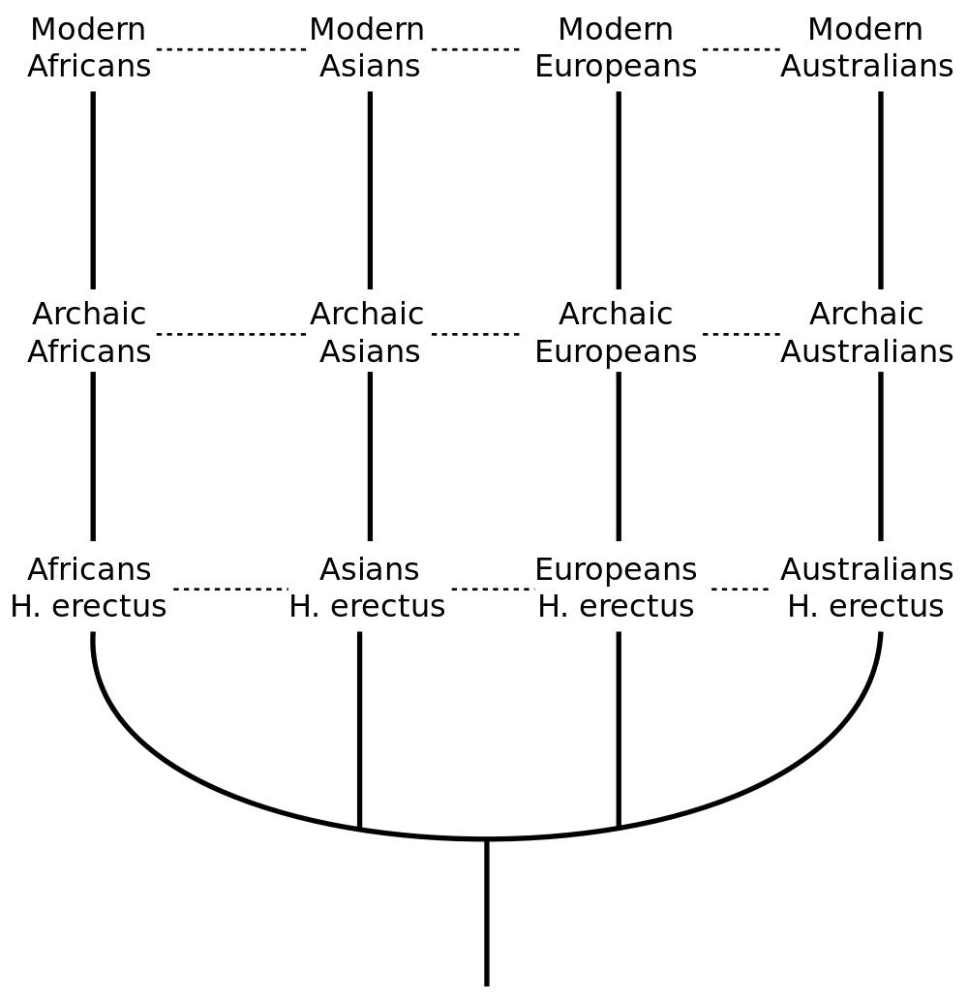 Modern
Africans
Modern
Asians
Modern
Europeans
Modern
Australians
Archaic
Africans
Archaic
Asians
Archaic
Europeans
Archaic
Australians
Africans
H. erectus
Asians
H. erectus
Europeans
H. erectus
Australians
H. erectus